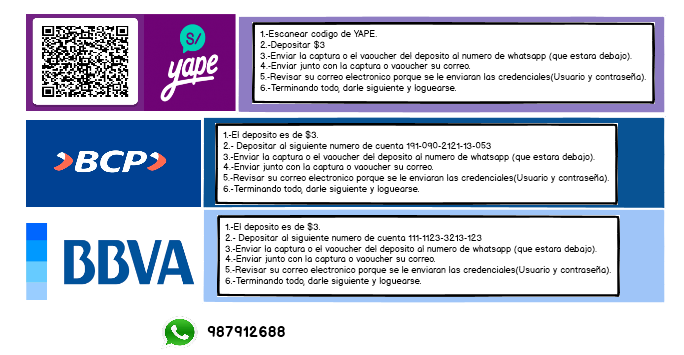 S/
yape
1.-Escanear codigo de YAPE.
2.-Depositar $3
3.-Enviar la captura o el vaoucher del deposito al numero de whatsapp (que estara debajo).
4.-Enviar junto con la captura o vaoucher su correo.
5.-Revisar su correo electronico porque se le enviaran las credenciales(Usuario y contraseña).
6.-Terminando todo, darle siguiente y loguearse.
BCP
1.-El deposito es de $3.
2.- Depositar al siguiente numero de cuenta 191-090-2121-13-053
3.-Enviar la captura o el vaoucher del deposito al numero de whatsapp (que estara debajo).
4.-Enviar junto con la captura o vaoucher su correo.
5.-Revisar su correo electronico porque se le enviaran las credenciales(Usuario y contraseña).
6.-Terminando todo, darle siguiente y loguearse.
BBVA
1.-El deposito es de $3.
2.- Depositar al siguiente numero de cuenta 111-1123-3213-123
3.-Enviar la captura o el vaoucher del deposito al numero de whatsapp (que estara debajo).
4.-Enviar junto con la captura o vaoucher su correo.
5.-Revisar su correo electronico porque se le enviaran las credenciales(Usuario y contraseña).
6.-Terminando todo, darle siguiente y loguearse.
987912688